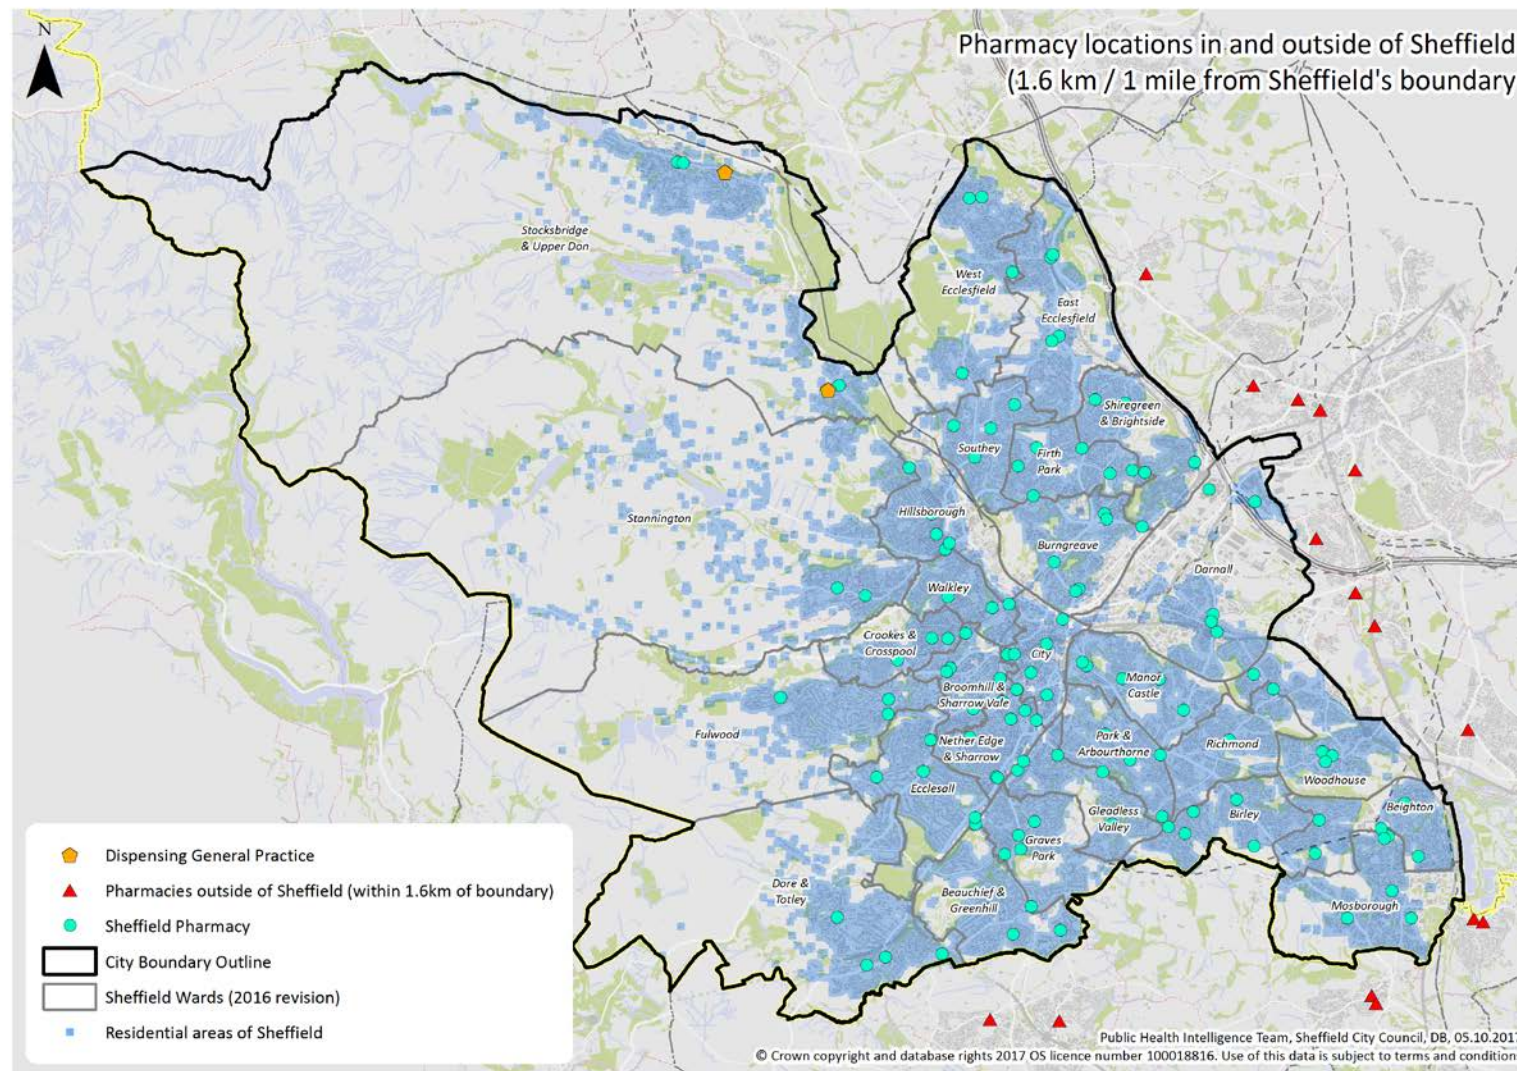 Pharmacy locations in and outside of Sheffield
(1.6 km / 1 mile from Sheffield's boundary
N
Stocksbridge
& Upper Don
West
Ecclesfield
East
Ecclesfield
Shiregreen
& Brightside
Southey
Firth
Park
Hillsborough
Stannington
Burngreave
Darnall
Walkley
Crookes &
Crosspool
City
Manor
Castle
Broomhill &
Sharrow Vale
Fulwood
Nether Edge
& Sharrow
Park &
Arbourthorne
Richmond
Woodhouse
Ecclesall
Beighton
Gleadless
Valley
Birley
Graves
Park
Dore &
Totley
Beauchief &
Greenhill
Mosborough
Dispensing General Practice
Pharmacies outside of Sheffield (within 1.6km of boundary)
Sheffield Pharmacy
City Boundary Outline
Sheffield Wards (2016 revision)
Residential areas of Sheffield
Public Health Intelligence Team, Sheffield City Council, DB, 05.10.2017
© Crown copyright and database rights 2017 OS licence number 100018816. Use of this data is subject to terms and condition